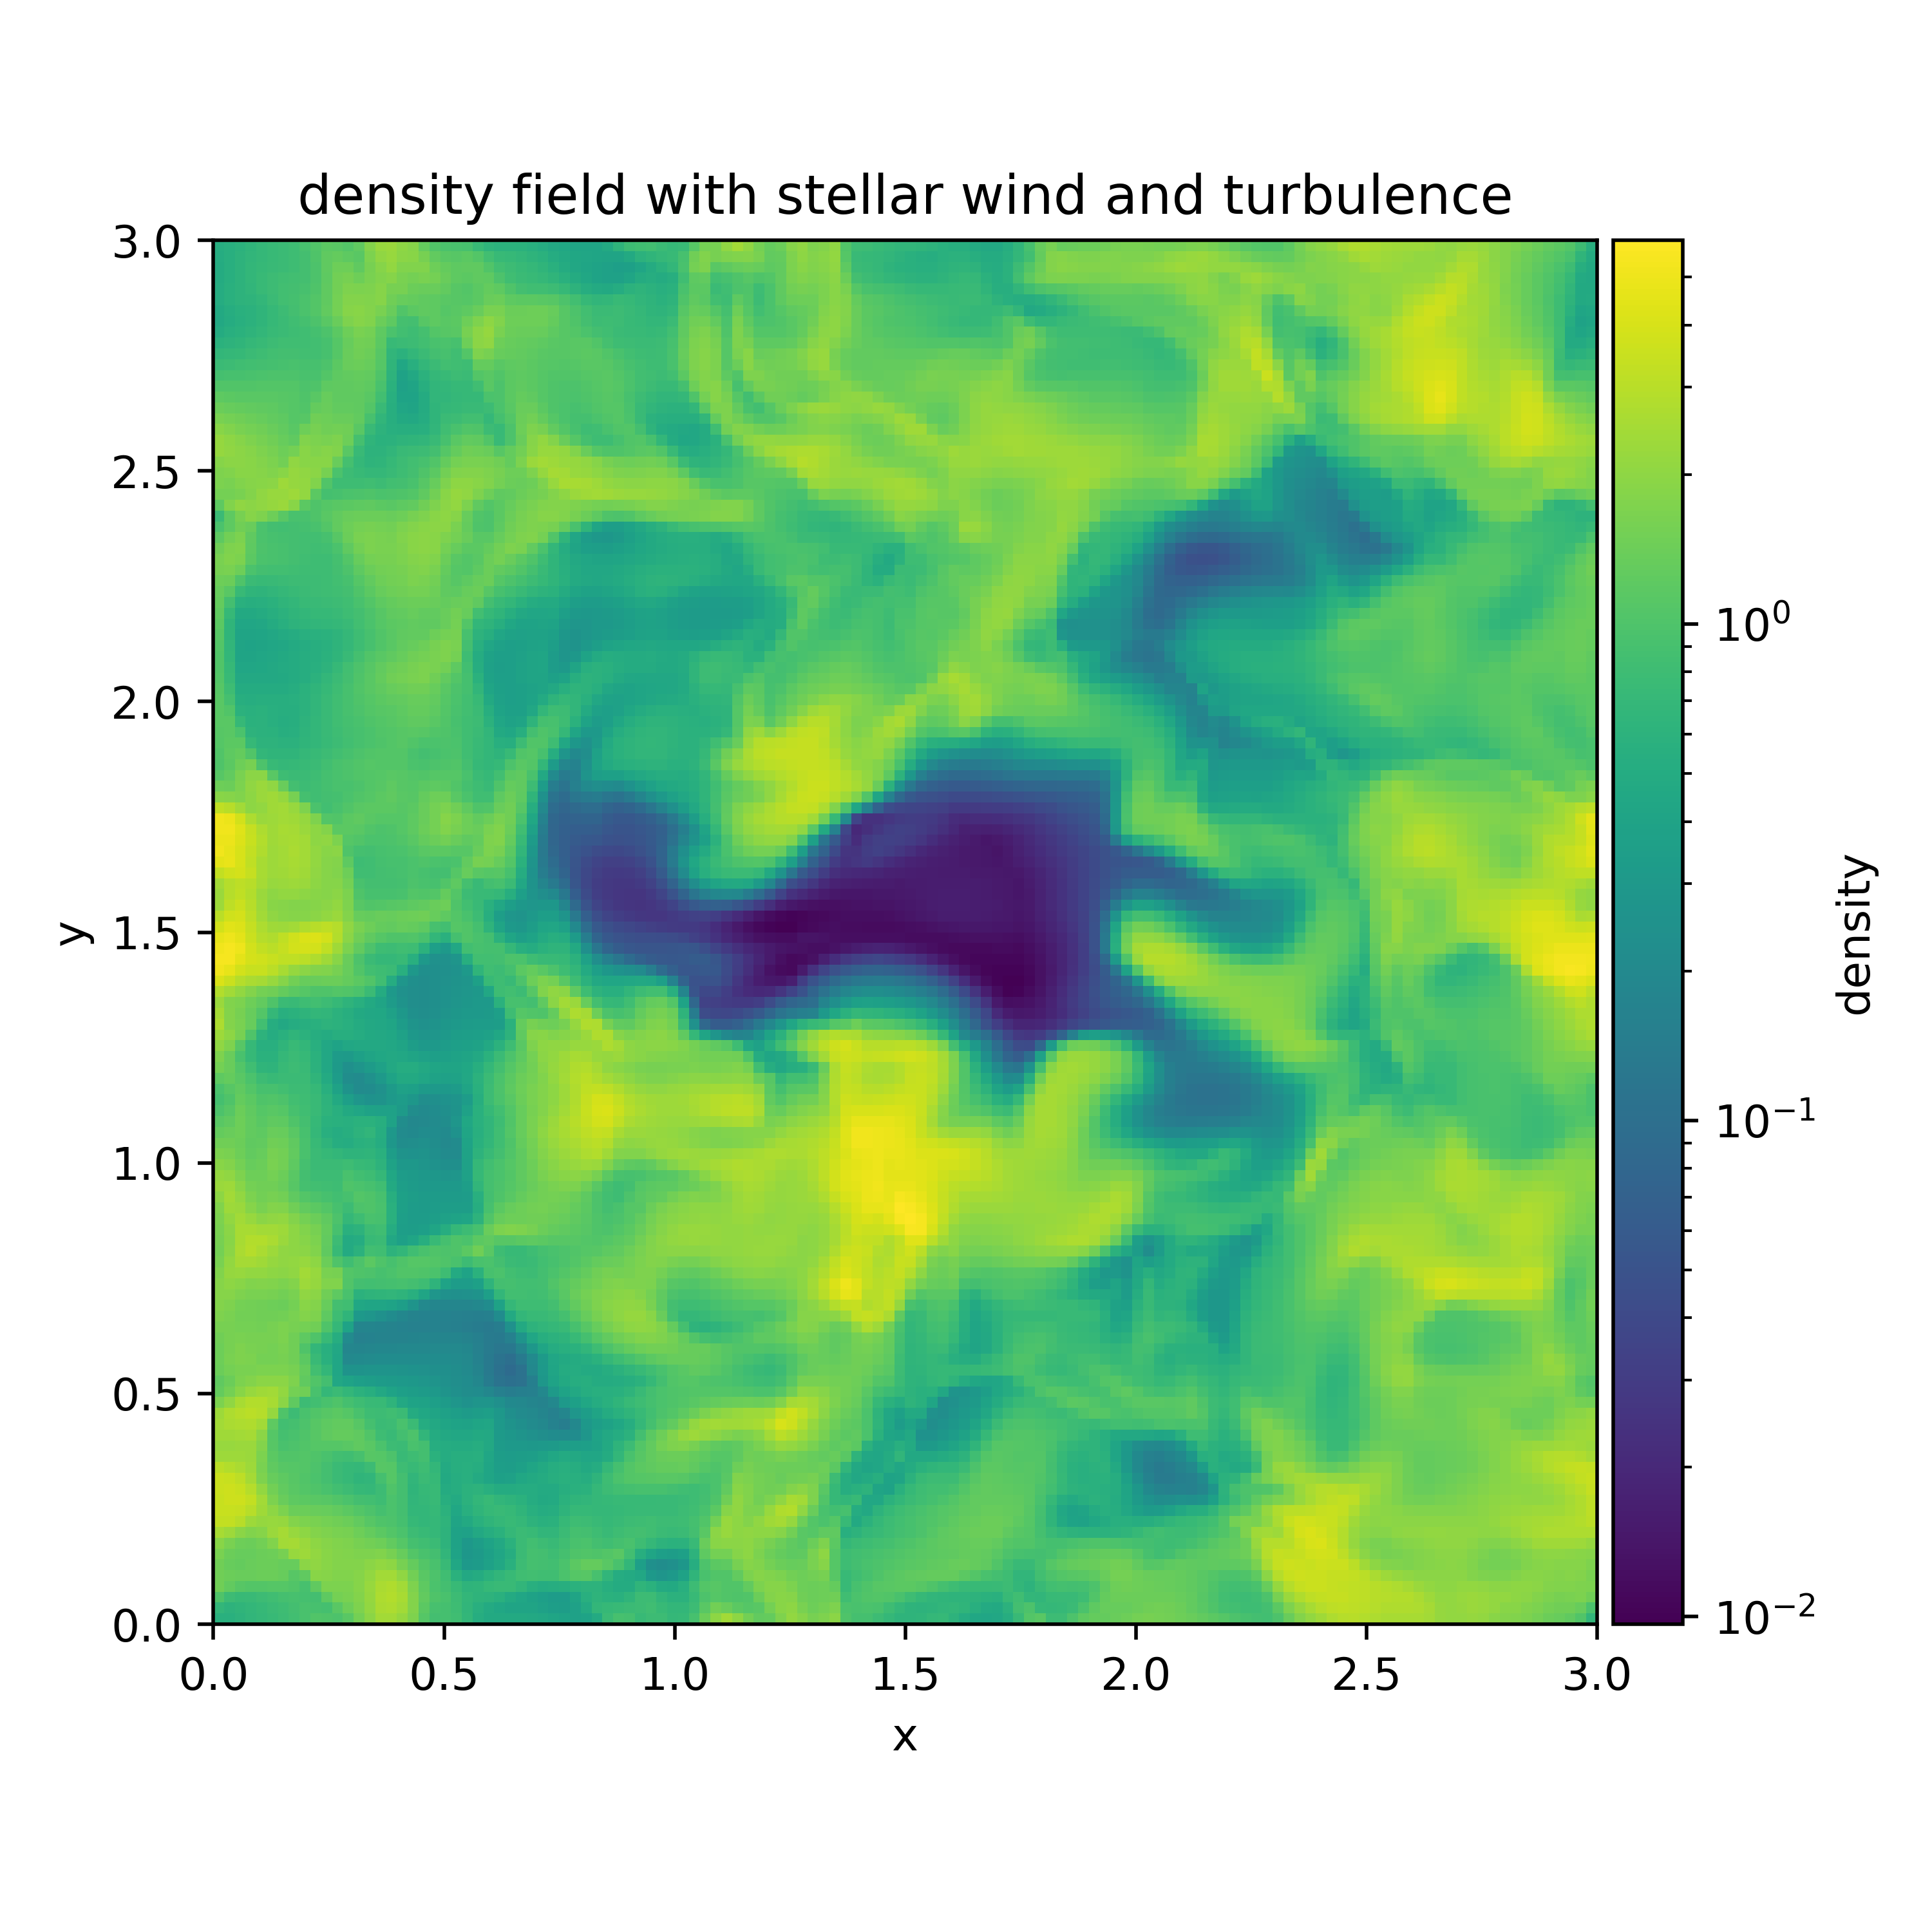 density field with stellar wind and turbulence
3.0
2.5
2.0
1.5
1.0
0.5
0.0
y
0.0 0.5 1.0 1.5 2.0 2.5 3.0
x
10⁰
10⁻¹
10⁻²
density